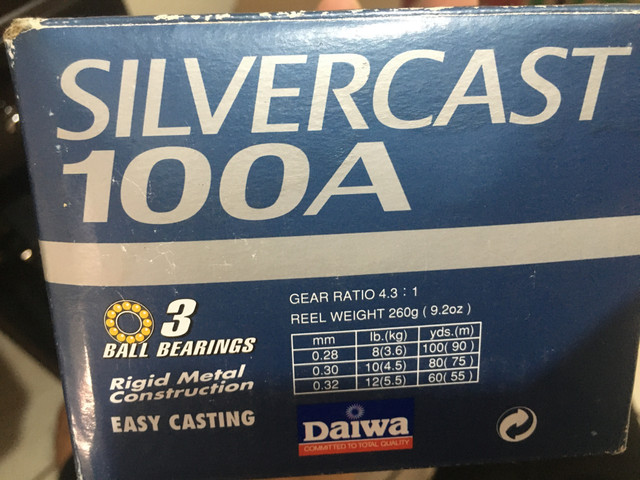 SILVERCAST
100A
GEAR RATIO 4.3 : 1
REEL WEIGHT 260g ( 9.2oz )
mm lb.(kg) yds.(m)
0.28 8(3.6) 100( 90 )
0.30 10(4.5) 80( 75 )
0.32 12(5.5) 60( 55 )
3
BALL BEARINGS
Rigid Metal
Construction
EASY CASTING
DAIWA
COMMITTED TO TOTAL QUALITY